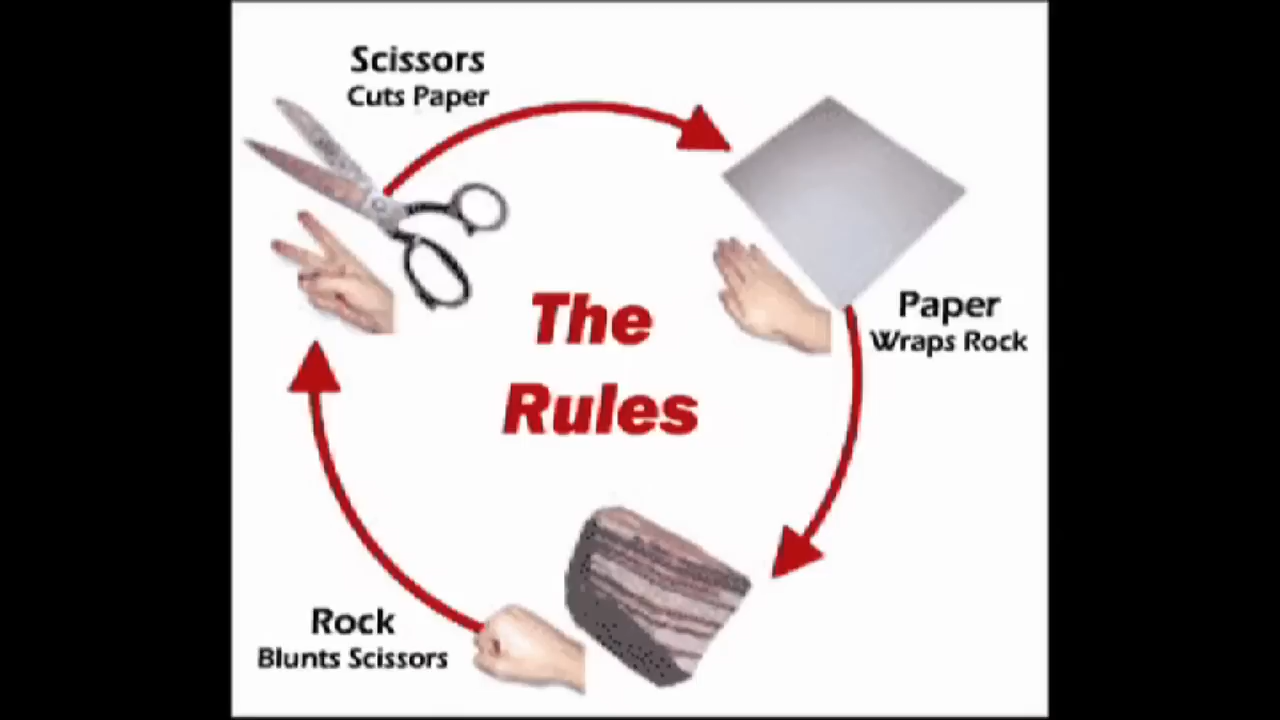 Scissors
Cuts Paper
The
Rules
Paper
Wraps Rock
Rock
Blunts Scissors